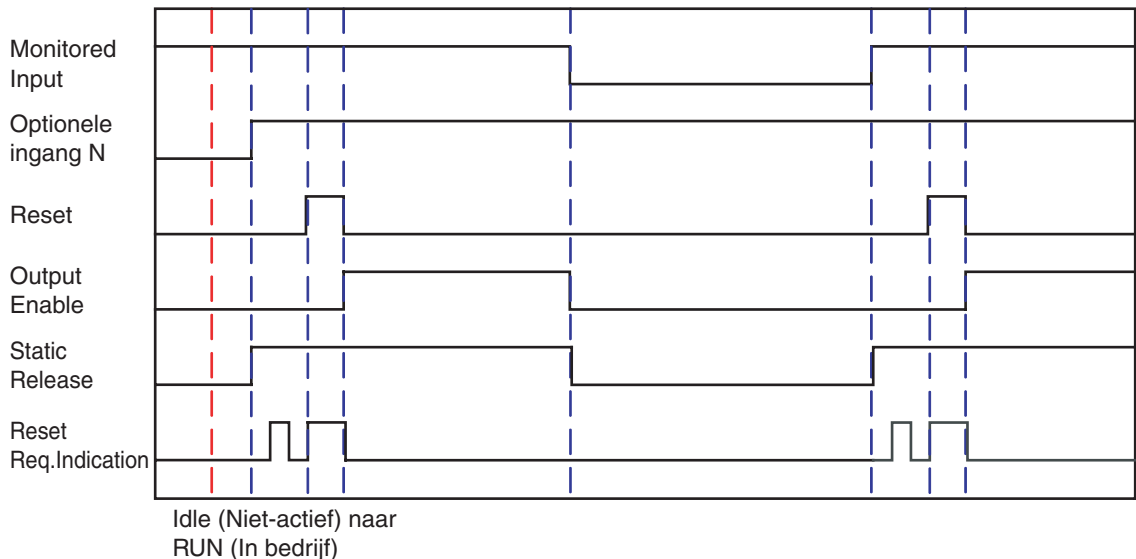 Monitored
Input
Optionele
ingang N
Reset
Output
Enable
Static
Release
Reset
Req.Indication
Idle (Niet-actief) naar
RUN (In bedrijf)